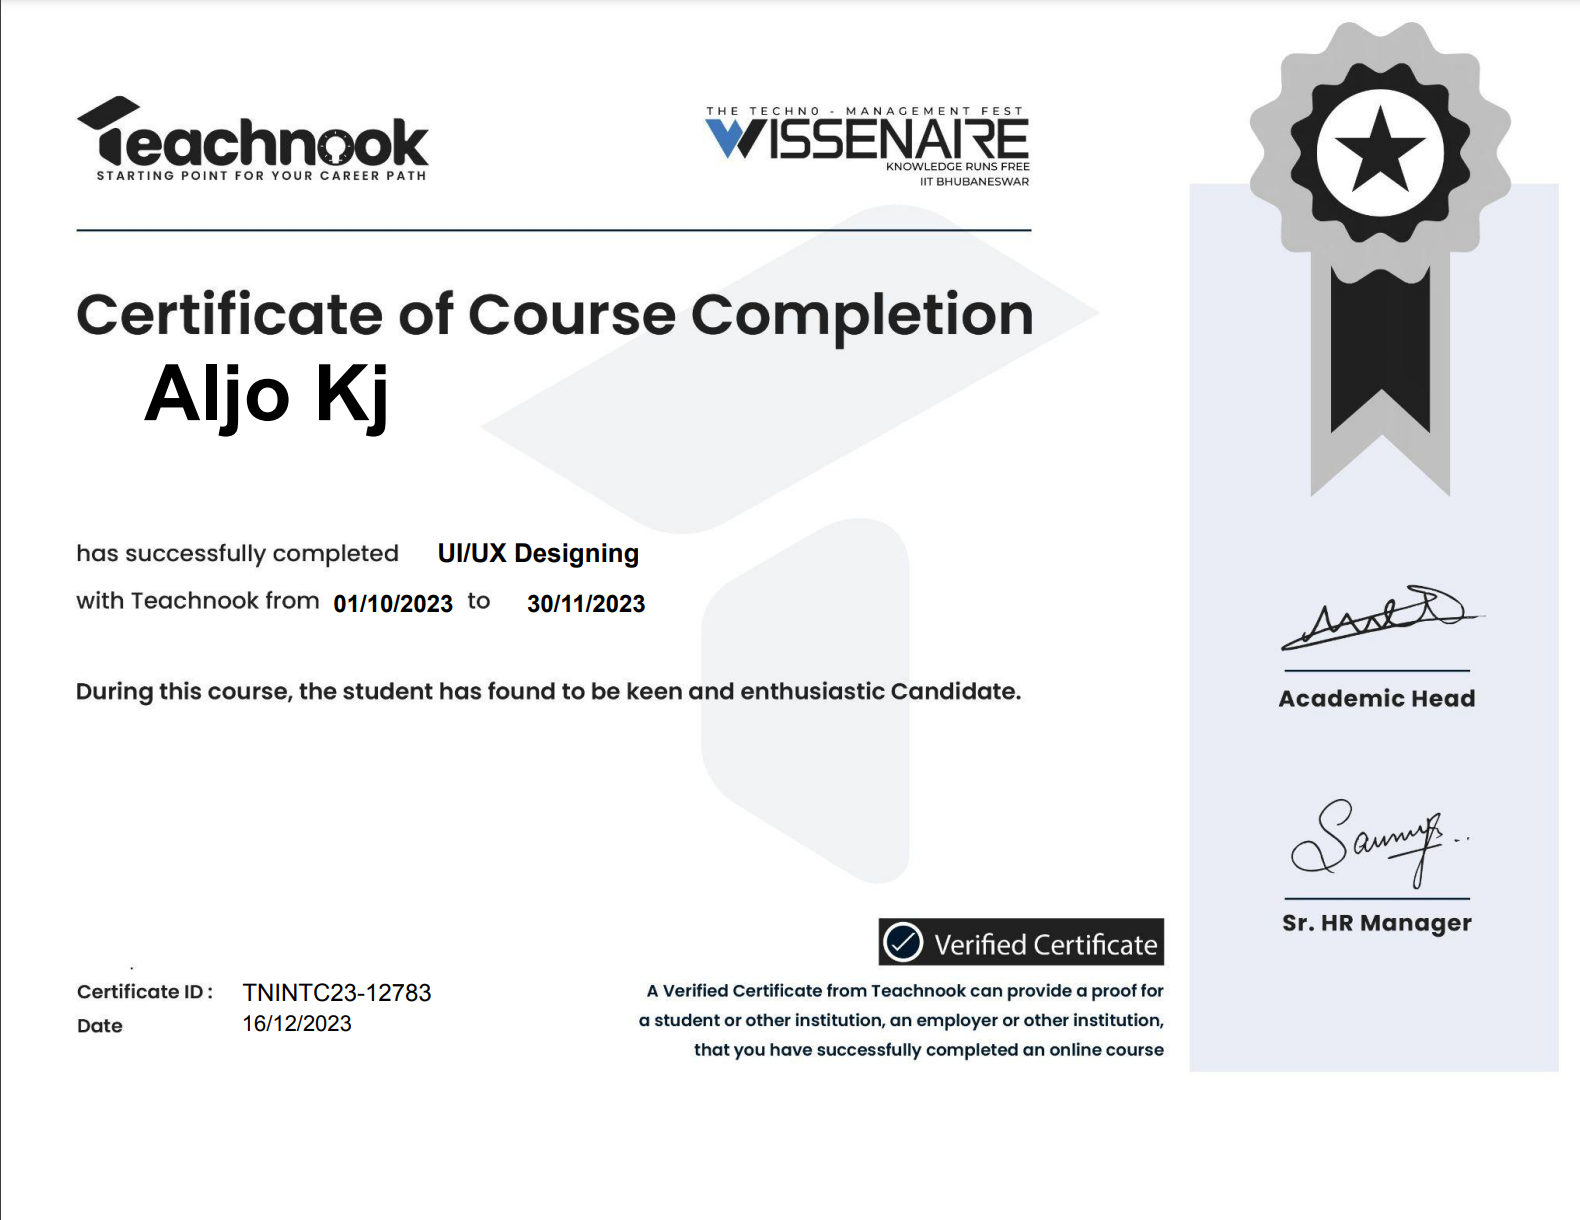 Teachnook
STARTING POINT FOR YOUR CAREER PATH
THE TECHNO - MANAGEMENT FEST
WISSENAIRE
KNOWLEDGE RUNS FREE
IIT BHUBANESWAR
Certificate of Course Completion
Aljo Kj
has successfully completed UI/UX Designing
with Teachnook from 01/10/2023 to 30/11/2023
During this course, the student has found to be keen and enthusiastic Candidate.
Academic Head
Sr. HR Manager
Verified Certificate
Certificate ID : TNINTC23-12783
Date 16/12/2023
A Verified Certificate from Teachnook can provide a proof for
a student or other institution, an employer or other institution,
that you have successfully completed an online course